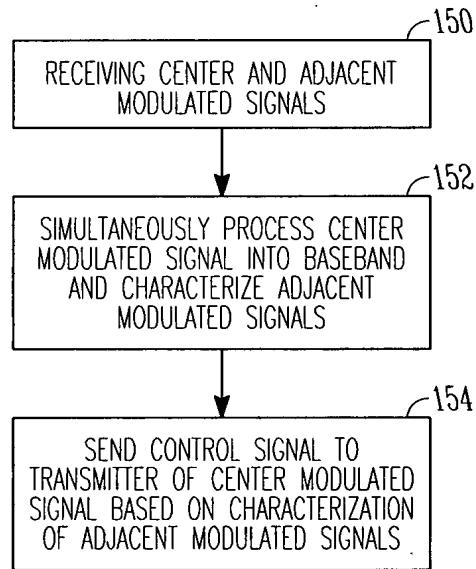 150
RECEIVING CENTER AND ADJACENT
MODULATED SIGNALS
152
SIMULTANEOUSLY PROCESS CENTER
MODULATED SIGNAL INTO BASEBAND
AND CHARACTERIZE ADJACENT
MODULATED SIGNALS
154
SEND CONTROL SIGNAL TO
TRANSMITTER OF CENTER MODULATED
SIGNAL BASED ON CHARACTERIZATION
OF ADJACENT MODULATED SIGNALS